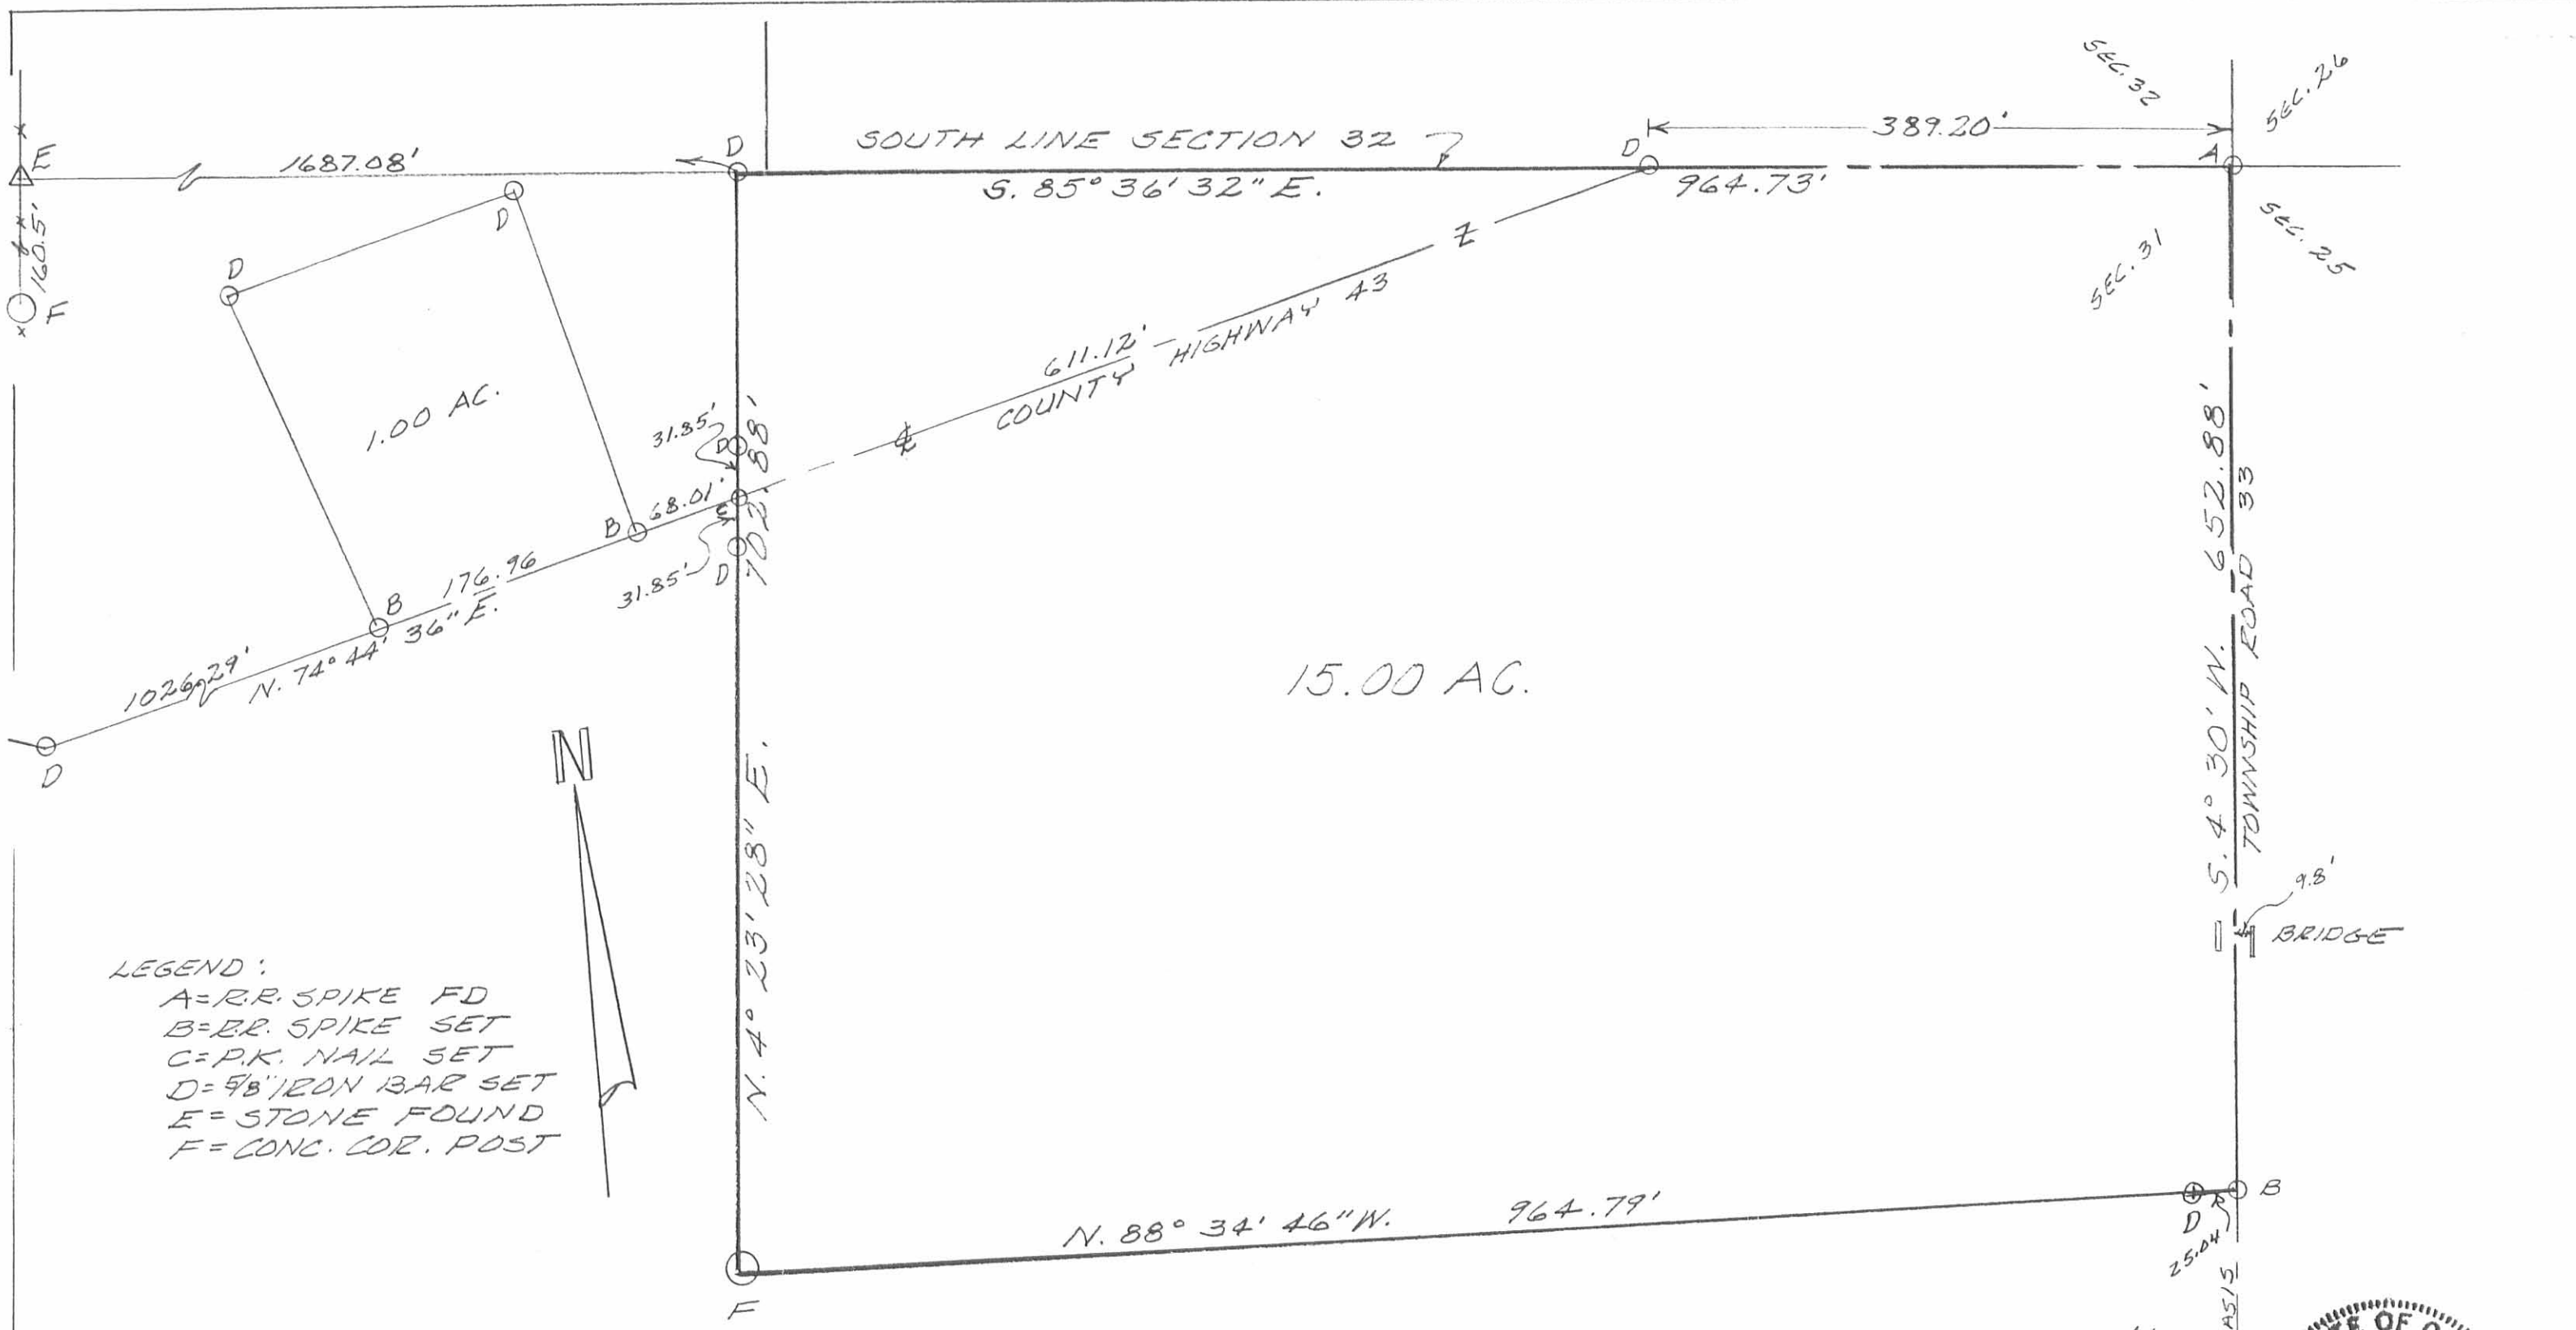 SEC. 32
SEC. 26
SEC. 31
SEC. 25
E
1687.08'
D
SOUTH LINE SECTION 32
D
389.20'
A
S. 85° 36' 32" E.
964.73'
160.5'
F
D
D
1.00 AC.
611.12'
COUNTY HIGHWAY 43
31.85'
D
68.01'
B
31.85'
D
702.88'
N. 4° 23' 28" E.
176.96
B
1026.29'
N. 74° 44' 36" E.
D
N
15.00 AC.
S. 4° 30' W. 652.88'
TOWNSHIP ROAD 33
9.8'
BRIDGE
LEGEND:
A=R.R. SPIKE FD
B=R.R. SPIKE SET
C=P.K. NAIL SET
D=5/8" IRON BAR SET
E=STONE FOUND
F=CONC. COR. POST
N. 88° 34' 46" W. 964.79'
F
D
B
25.04
OF